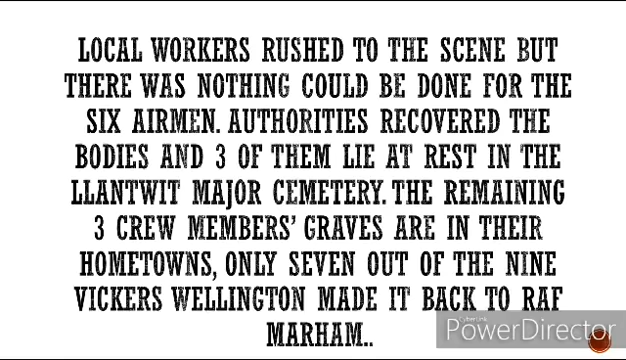 LOCAL WORKERS RUSHED TO THE SCENE BUT
THERE WAS NOTHING COULD BE DONE FOR THE
SIX AIRMEN. AUTHORITIES RECOVERED THE
BODIES AND 3 OF THEM LIE AT REST IN THE
LLANTWIT MAJOR CEMETERY. THE REMAINING
3 CREW MEMBERS' GRAVES ARE IN THEIR
HOMETOWNS, ONLY SEVEN OUT OF THE NINE
VICKERS WELLINGTON MADE IT BACK TO RAF
MARHAM..
CyberLink
PowerDirector